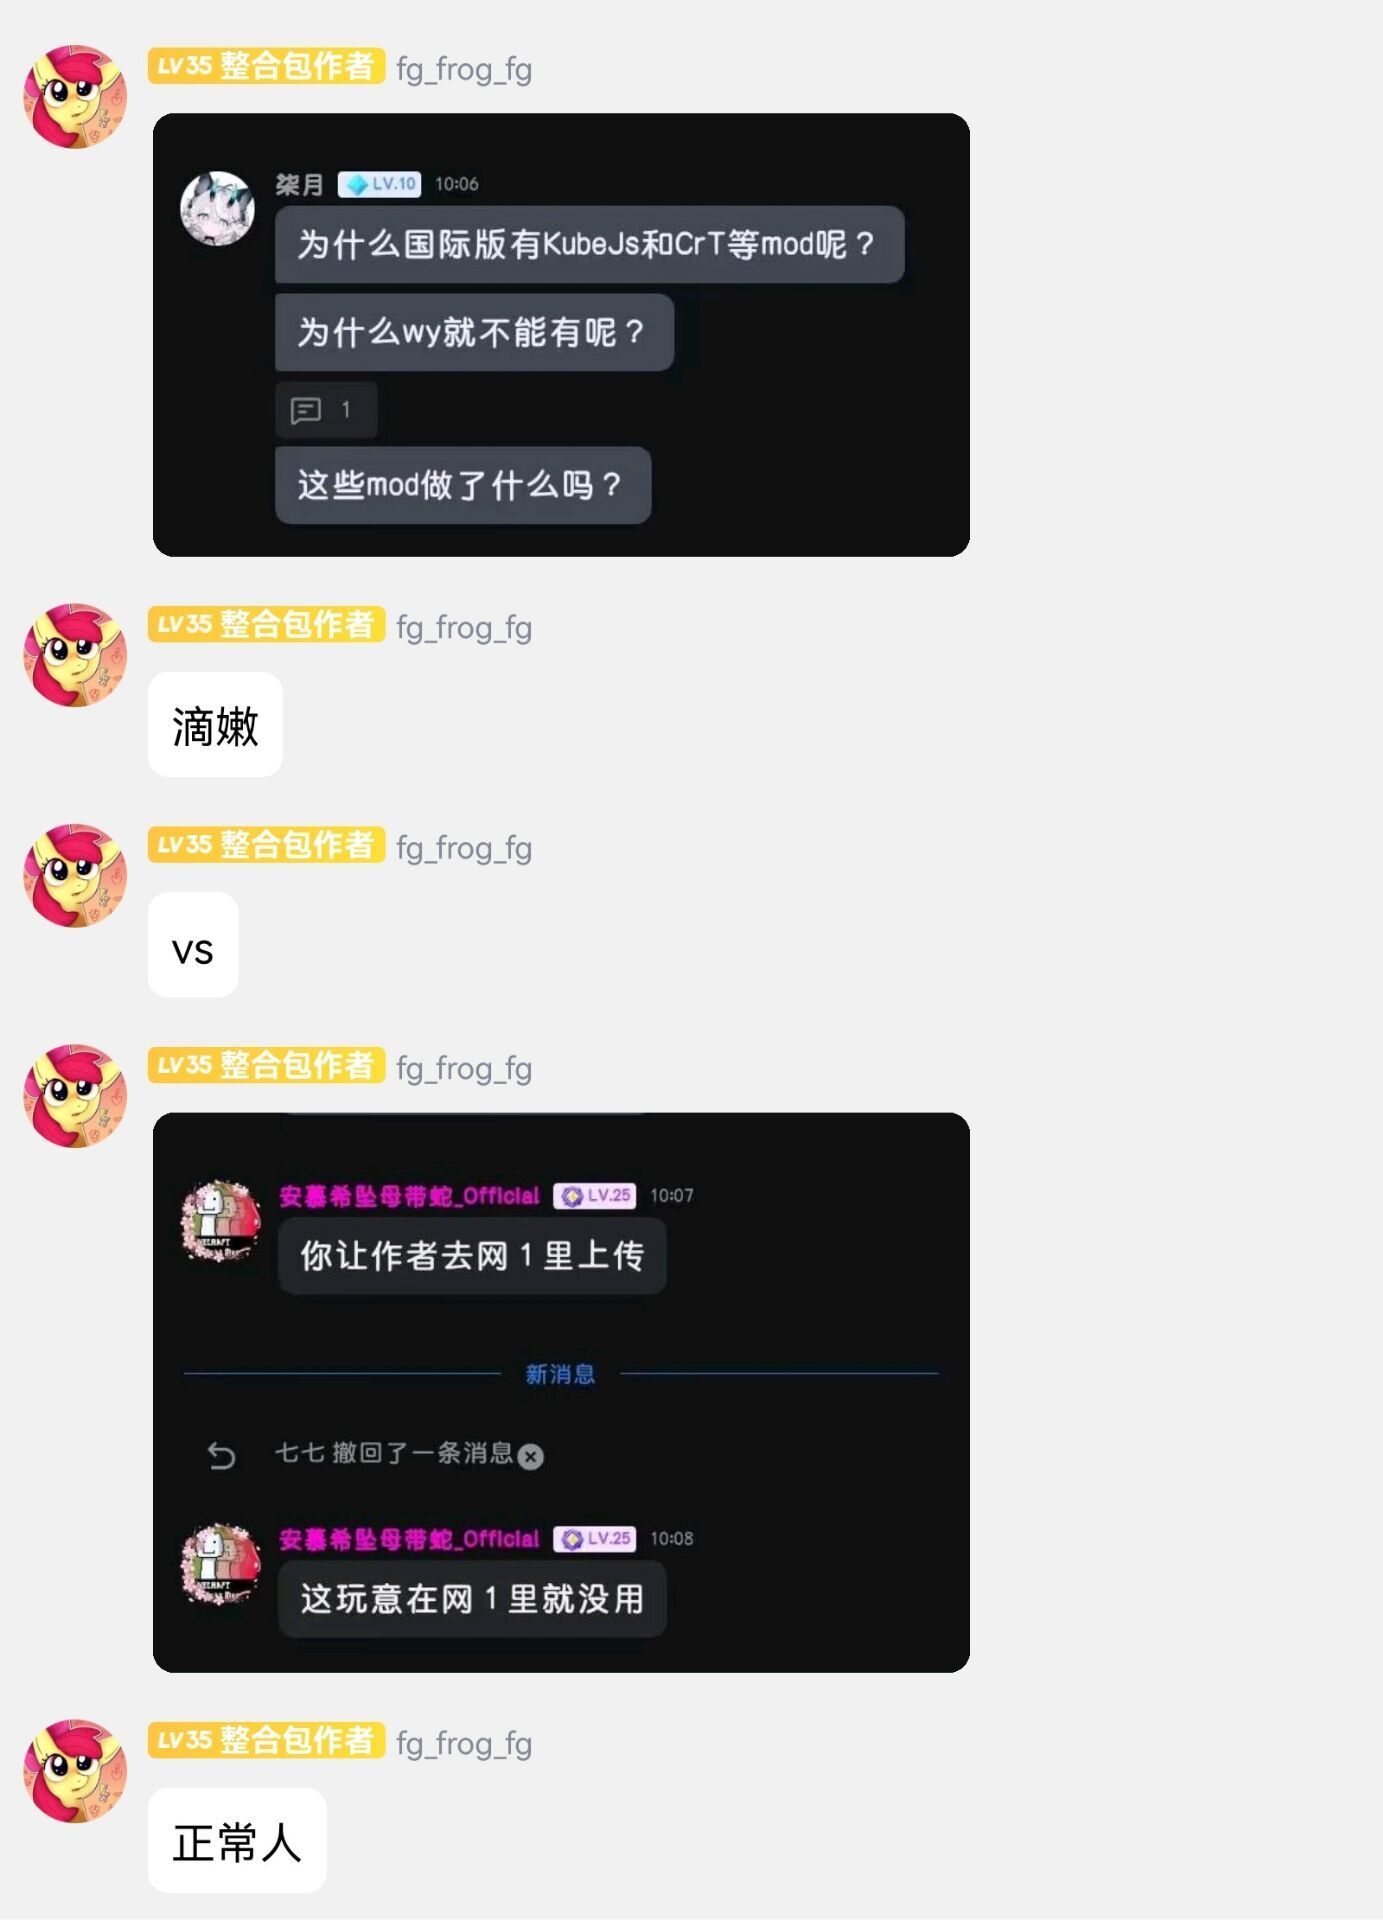 LV35 整合包作者 fg_frog_fg
柒月 LV.10 10:06
为什么国际版有KubeJs和CrT等mod呢？
为什么wy就不能有呢？
1
这些mod做了什么吗？
LV35 整合包作者 fg_frog_fg
滴嫩
LV35 整合包作者 fg_frog_fg
vs
LV35 整合包作者 fg_frog_fg
安慕希坠母带蛇_Official LV.25 10:07
你让作者去网1里上传
新消息
七七 撤回了一条消息
安慕希坠母带蛇_Official LV.25 10:08
这玩意在网1里就没用
LV35 整合包作者 fg_frog_fg
正常人